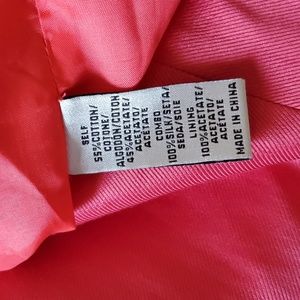 SELF
55%COTTON/
COTONE/
ALGODON/COTON
45%ACETATE/
ACETATO/
ACETATE
COMBO
100%SIL/SETA/
SEDA/SOIE
LINING
100%ACETATE/
ACETATO/
ACETATE
MADE IN CHINA